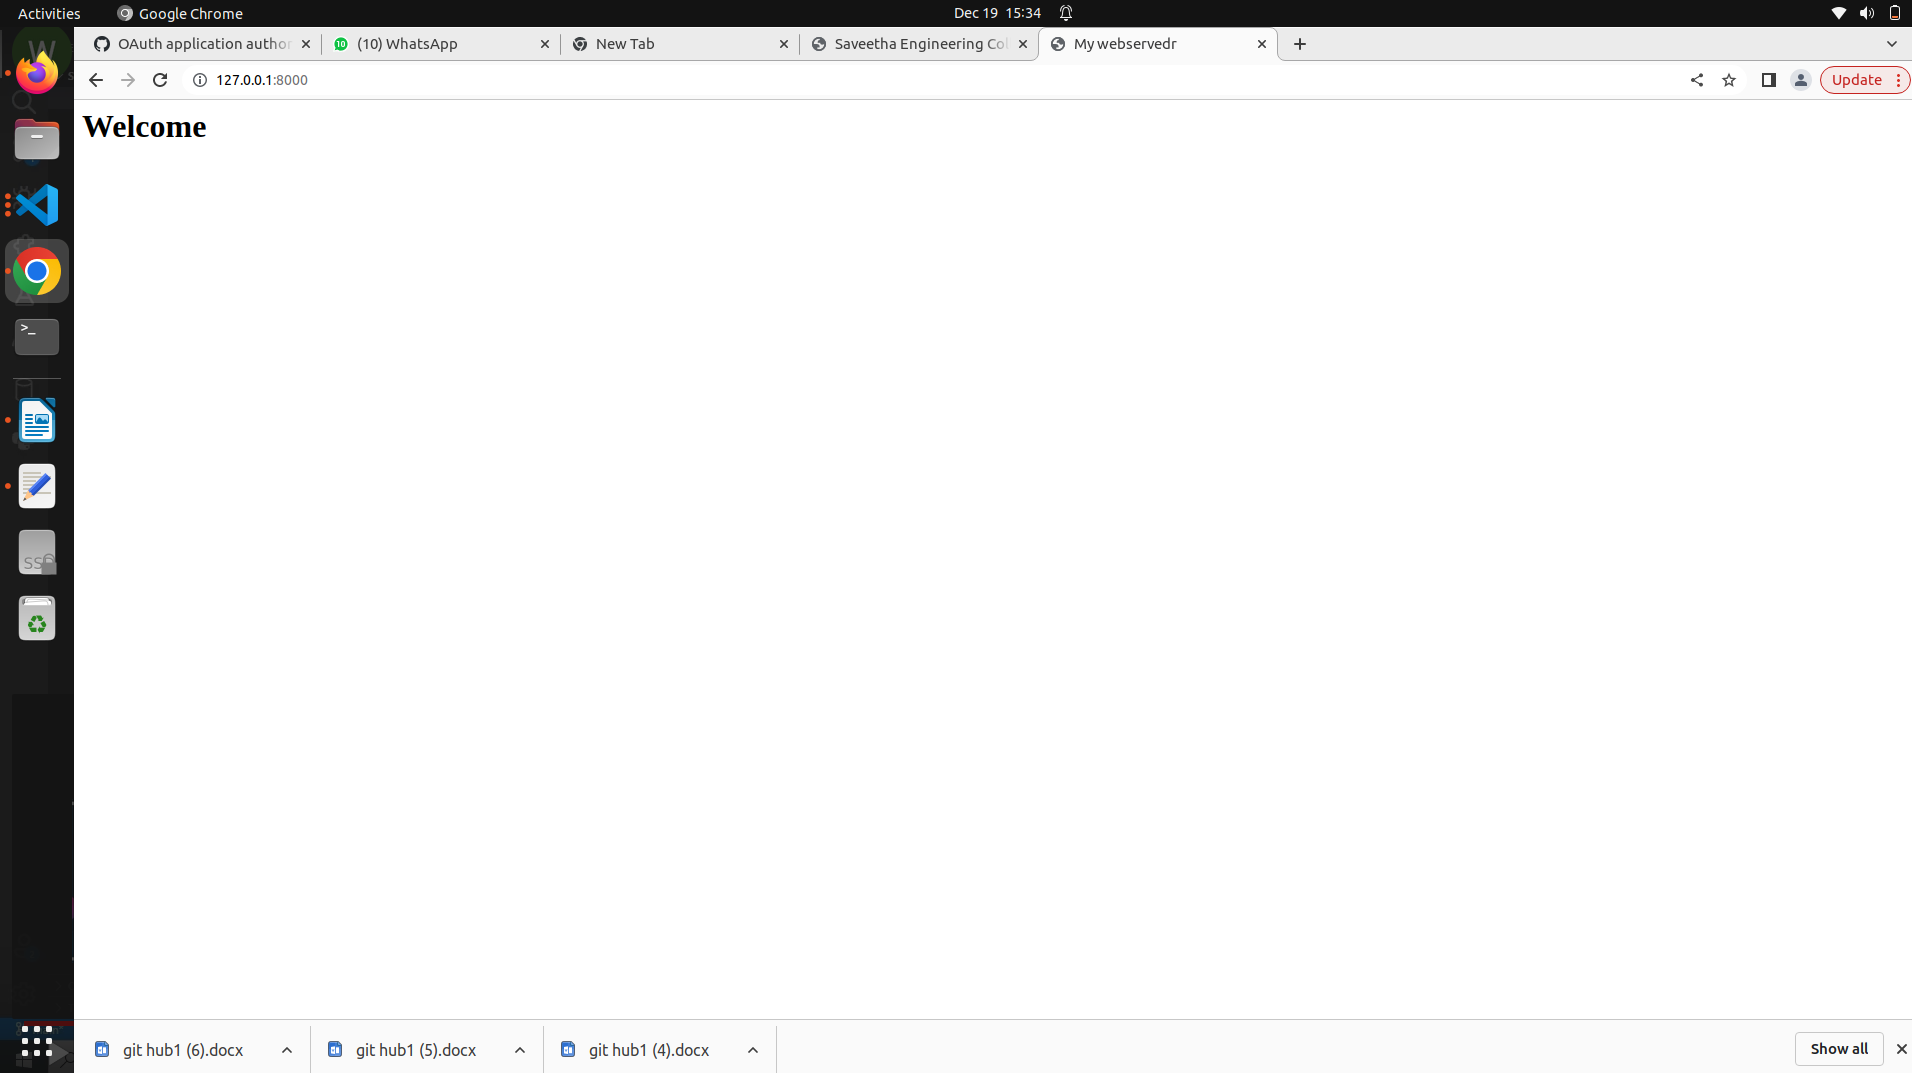 Activities
Google Chrome
Dec 19 15:34
OAuth application author
(10) WhatsApp
New Tab
Saveetha Engineering Col
My webservedr
127.0.0.1:8000
Update
Welcome
git hub1 (6).docx
git hub1 (5).docx
git hub1 (4).docx
Show all